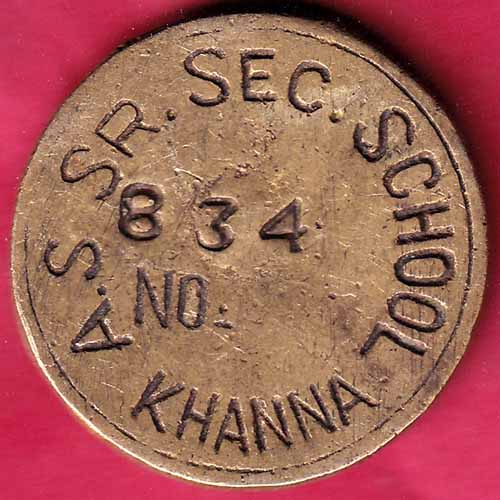 A.S. SR. SEC. SCHOOL
834
NO.
KHANNA